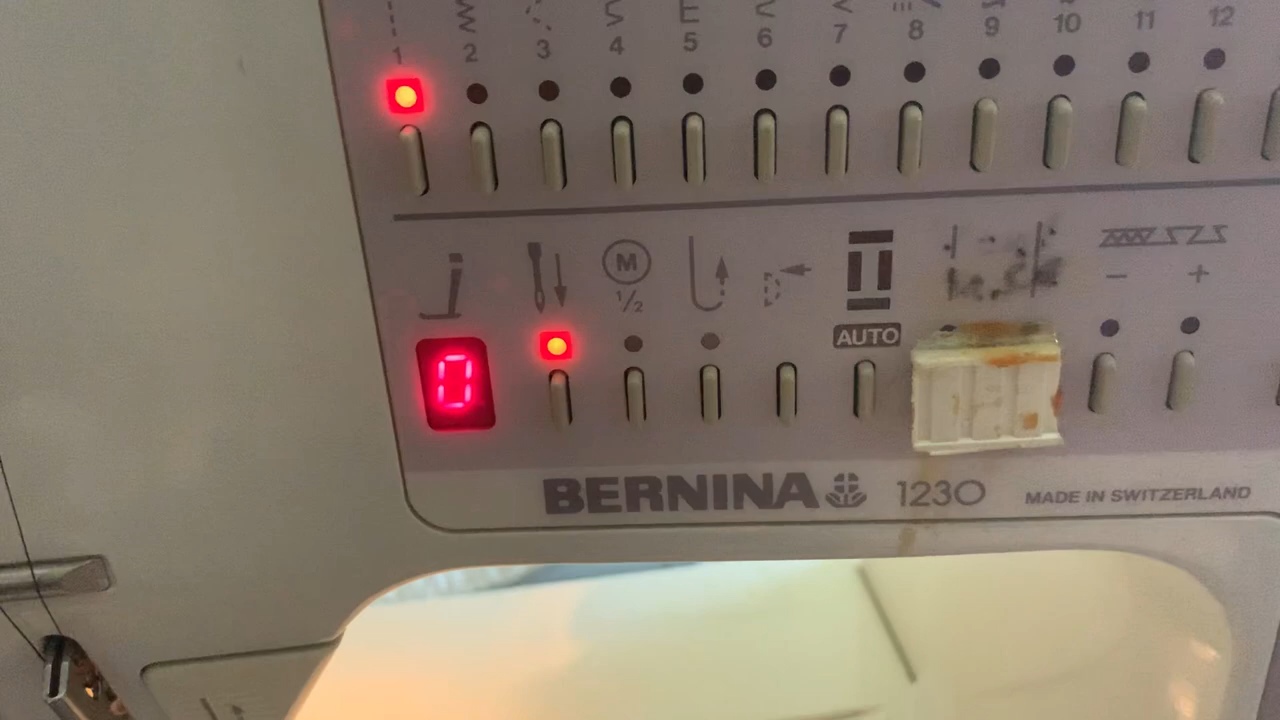 1 2 3 4 5 6 7 8 9 10 11 12
M
1/2
- +
AUTO
0
BERNINA 1230 MADE IN SWITZERLAND